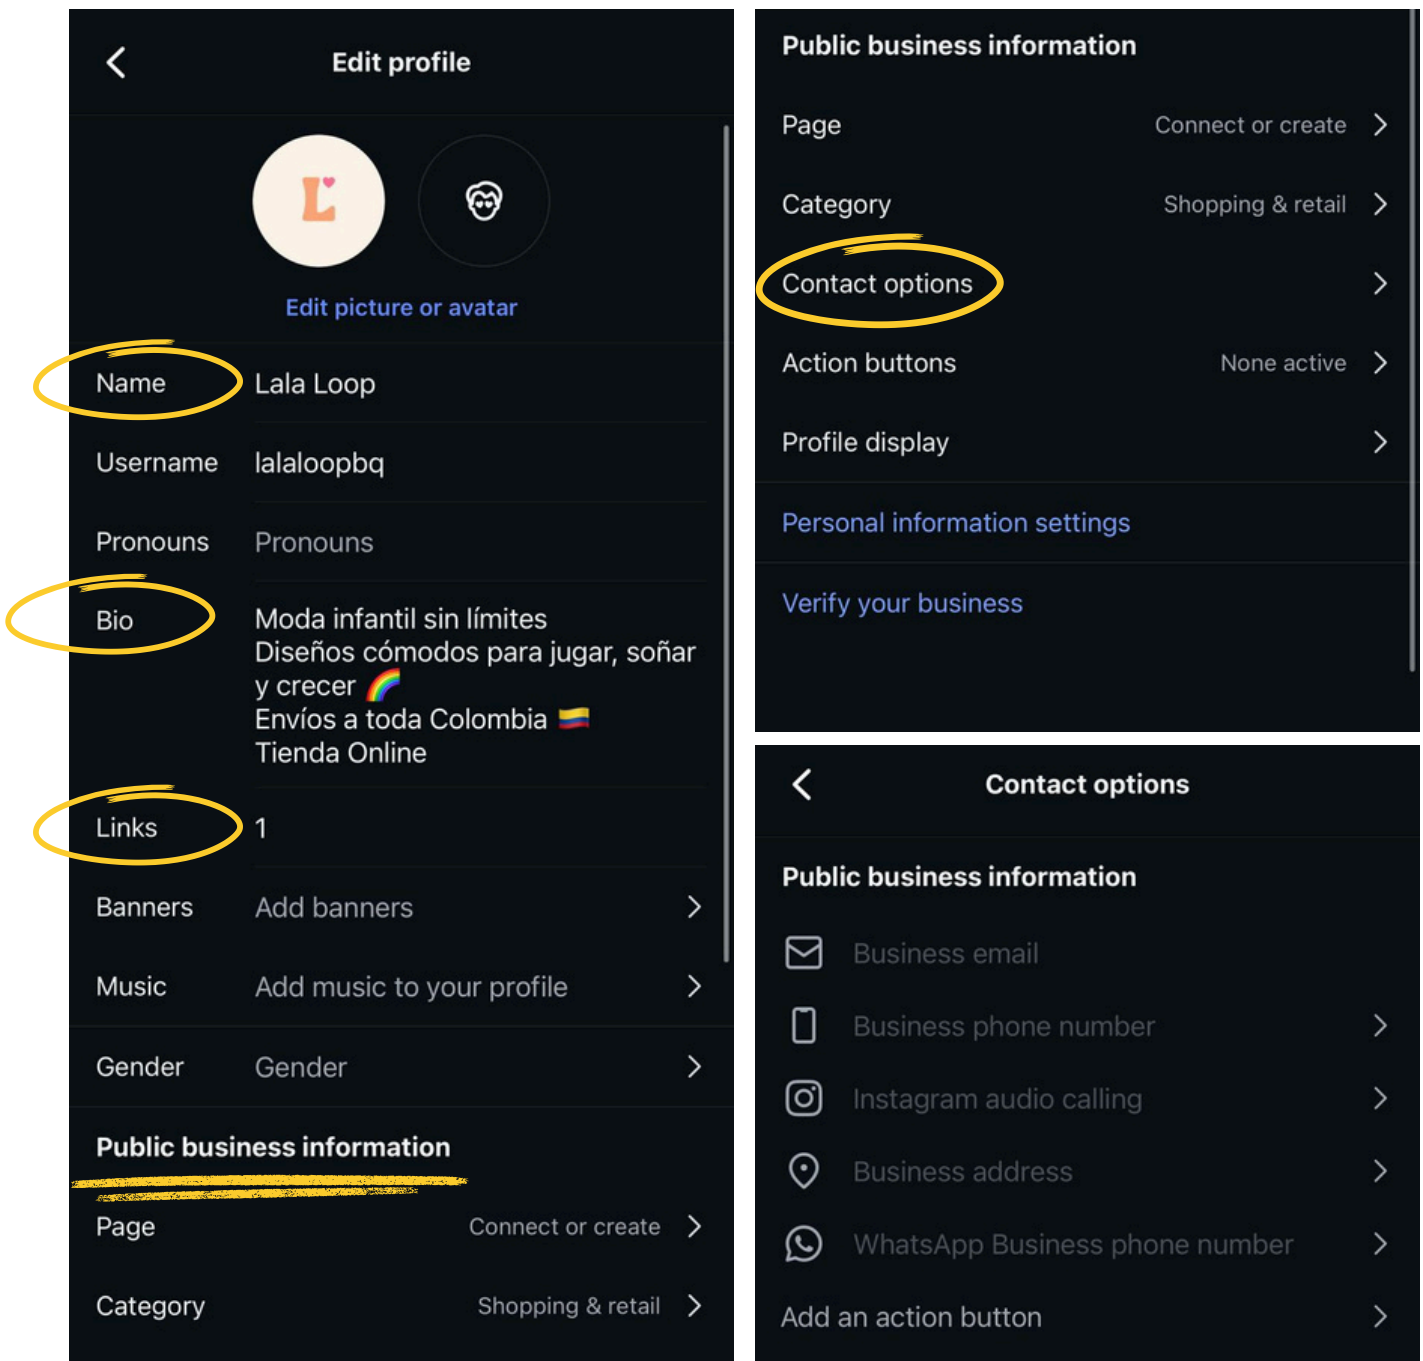 Edit profile
L
Edit picture or avatar
Name Lala Loop
Username lalaloopbq
Pronouns Pronouns
Bio Moda infantil sin límites
Diseños cómodos para jugar, soñar
y crecer 🌈
Envíos a toda Colombia 🇨🇴
Tienda Online
Links 1
Banners Add banners
Music Add music to your profile
Gender Gender
Public business information
Page Connect or create
Category Shopping & retail
Public business information
Page Connect or create
Category Shopping & retail
Contact options
Action buttons None active
Profile display
Personal information settings
Verify your business
Contact options
Public business information
Business email
Business phone number
Instagram audio calling
Business address
WhatsApp Business phone number
Add an action button